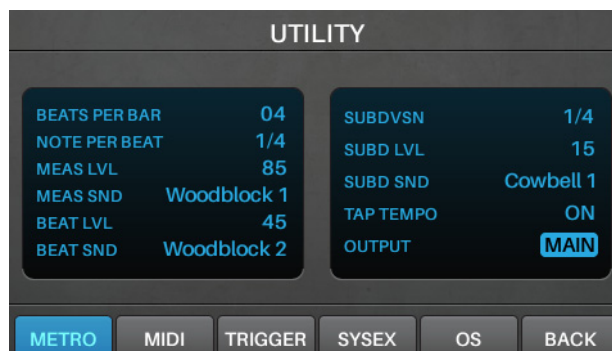 UTILITY
BEATS PER BAR 04
NOTE PER BEAT 1/4
MEAS LVL 85
MEAS SND Woodblock 1
BEAT LVL 45
BEAT SND Woodblock 2
SUBDVSN 1/4
SUBD LVL 15
SUBD SND Cowbell 1
TAP TEMPO ON
OUTPUT MAIN
METRO MIDI TRIGGER SYSEX OS BACK